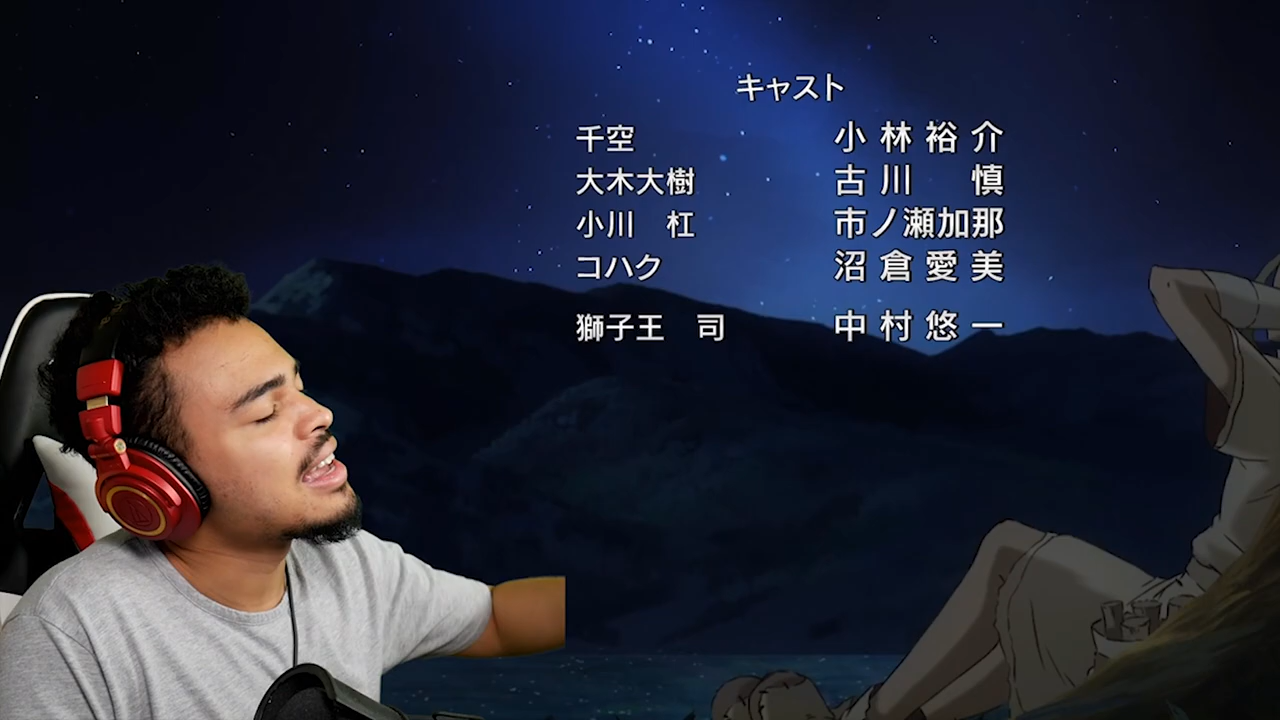 キャスト
千空 小林裕介
大木大樹 古川 慎
小川 杠 市ノ瀬加那
コハク 沼倉愛美
獅子王 司 中村悠一